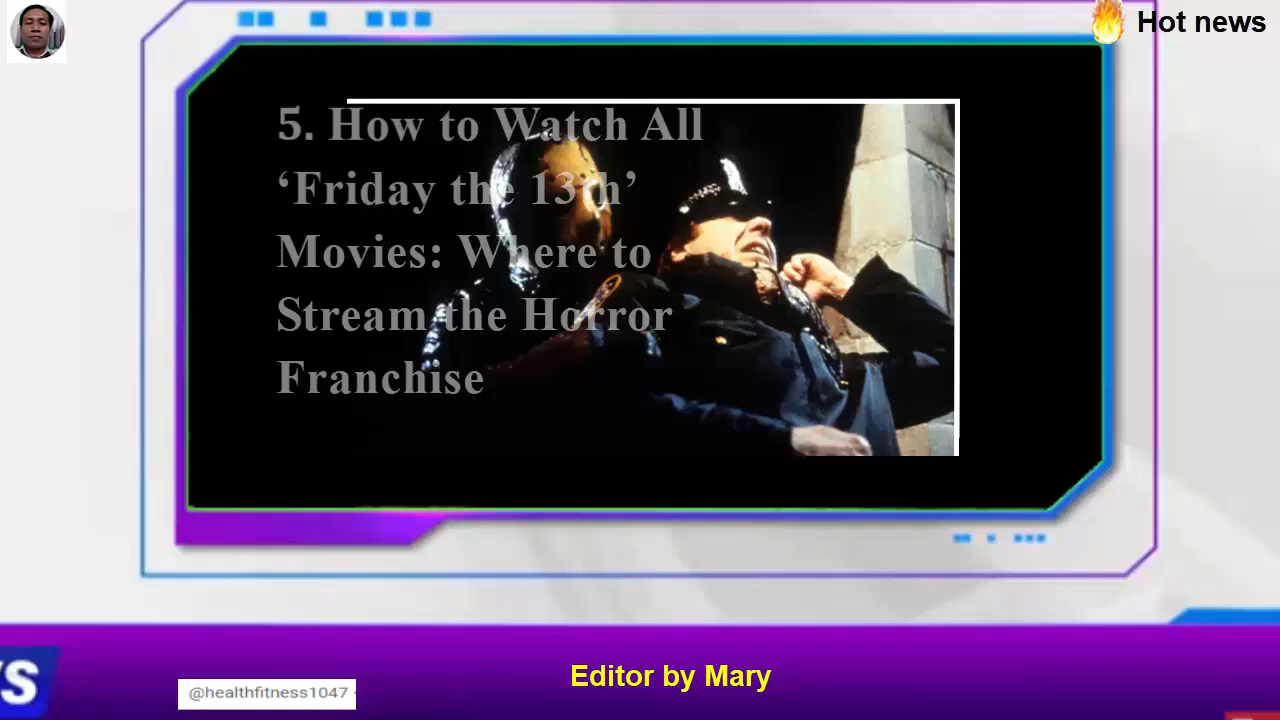 Hot news
5. How to Watch All
‘Friday the 13th’
Movies: Where to
Stream the Horror
Franchise
Editor by Mary
@healthfitness1047